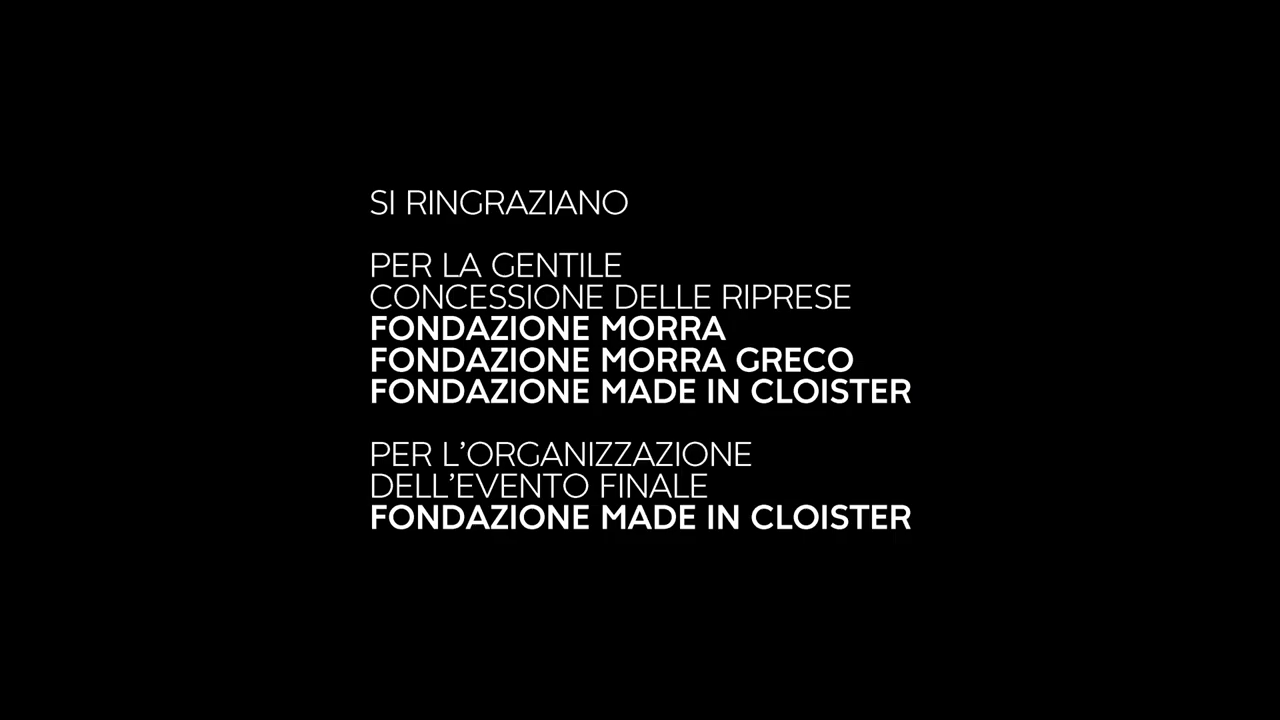 SI RINGRAZIANO
PER LA GENTILE
CONCESSIONE DELLE RIPRESE
FONDAZIONE MORRA
FONDAZIONE MORRA GRECO
FONDAZIONE MADE IN CLOISTER
PER L'ORGANIZZAZIONE
DELL'EVENTO FINALE
FONDAZIONE MADE IN CLOISTER